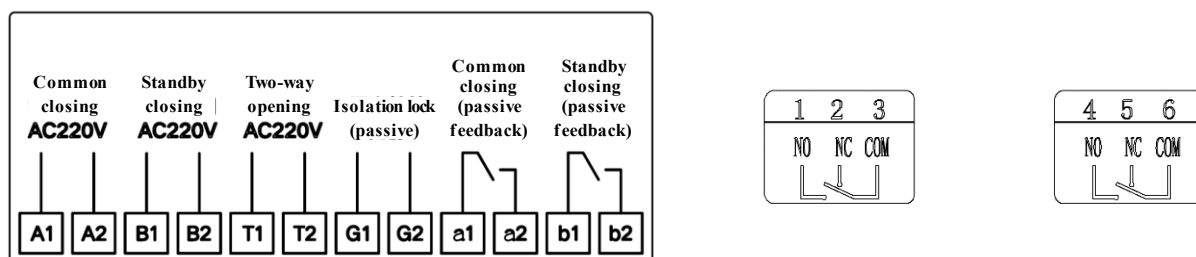 Common closing AC220V
Standby closing AC220V
Two-way opening AC220V
Isolation lock (passive)
Common closing (passive feedback)
Standby closing (passive feedback)
A1 A2 B1 B2 T1 T2 G1 G2 a1 a2 b1 b2
1 2 3
NO NC COM
4 5 6
NO NC COM